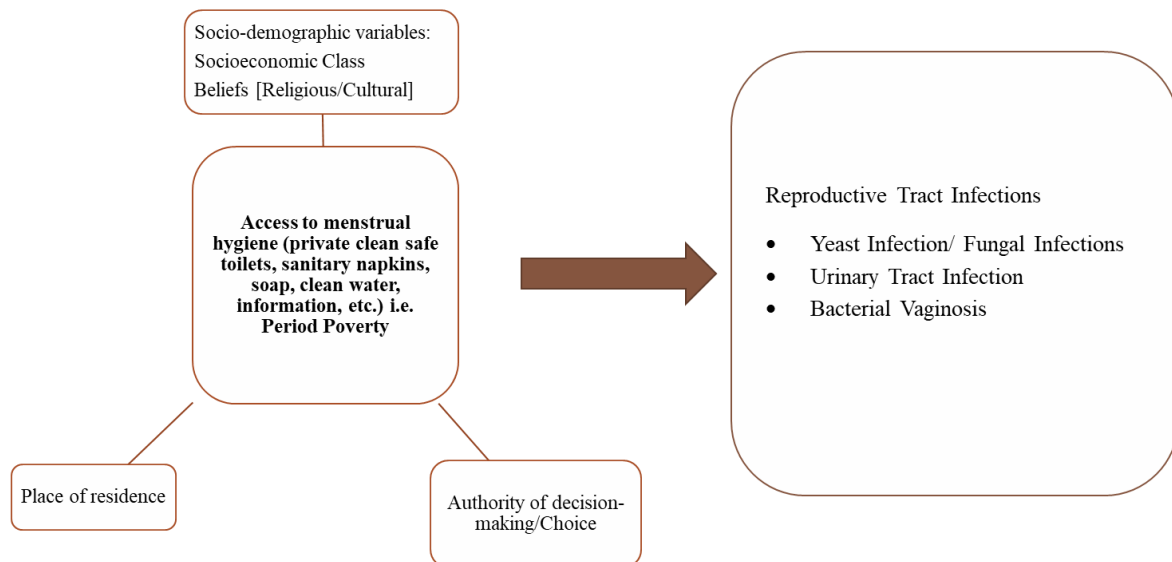 Socio-demographic variables:
Socioeconomic Class
Beliefs [Religious/Cultural]
Access to menstrual
hygiene (private clean safe
toilets, sanitary napkins,
soap, clean water,
information, etc.) i.e.
Period Poverty
Place of residence
Authority of decision-
making/Choice
Reproductive Tract Infections
• Yeast Infection/ Fungal Infections
• Urinary Tract Infection
• Bacterial Vaginosis